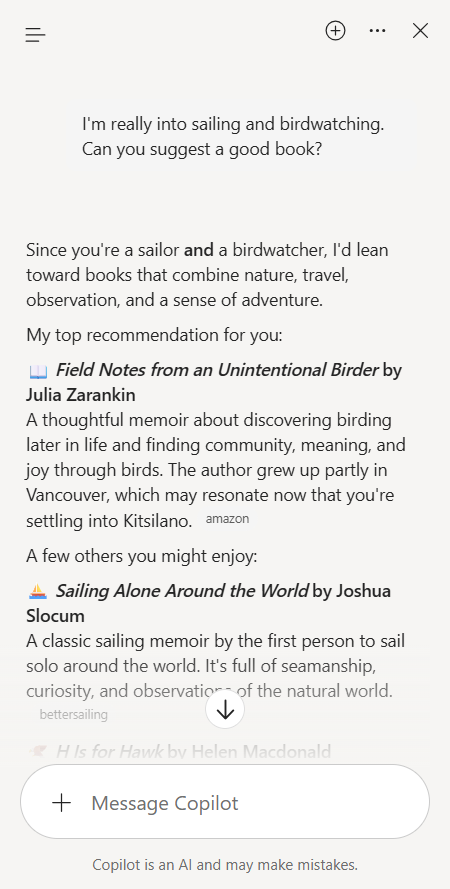 I'm really into sailing and birdwatching.
Can you suggest a good book?
Since you're a sailor and a birdwatcher, I'd lean
toward books that combine nature, travel,
observation, and a sense of adventure.
My top recommendation for you:
Field Notes from an Unintentional Birder by
Julia Zarankin
A thoughtful memoir about discovering birding
later in life and finding community, meaning, and
joy through birds. The author grew up partly in
Vancouver, which may resonate now that you're
settling into Kitsilano. amazon
A few others you might enjoy:
Sailing Alone Around the World by Joshua
Slocum
A classic sailing memoir by the first person to sail
solo around the world. It's full of seamanship,
curiosity, and observations of the natural world.
bettersailing
H Is for Hawk by Helen Macdonald
Message Copilot
Copilot is an AI and may make mistakes.